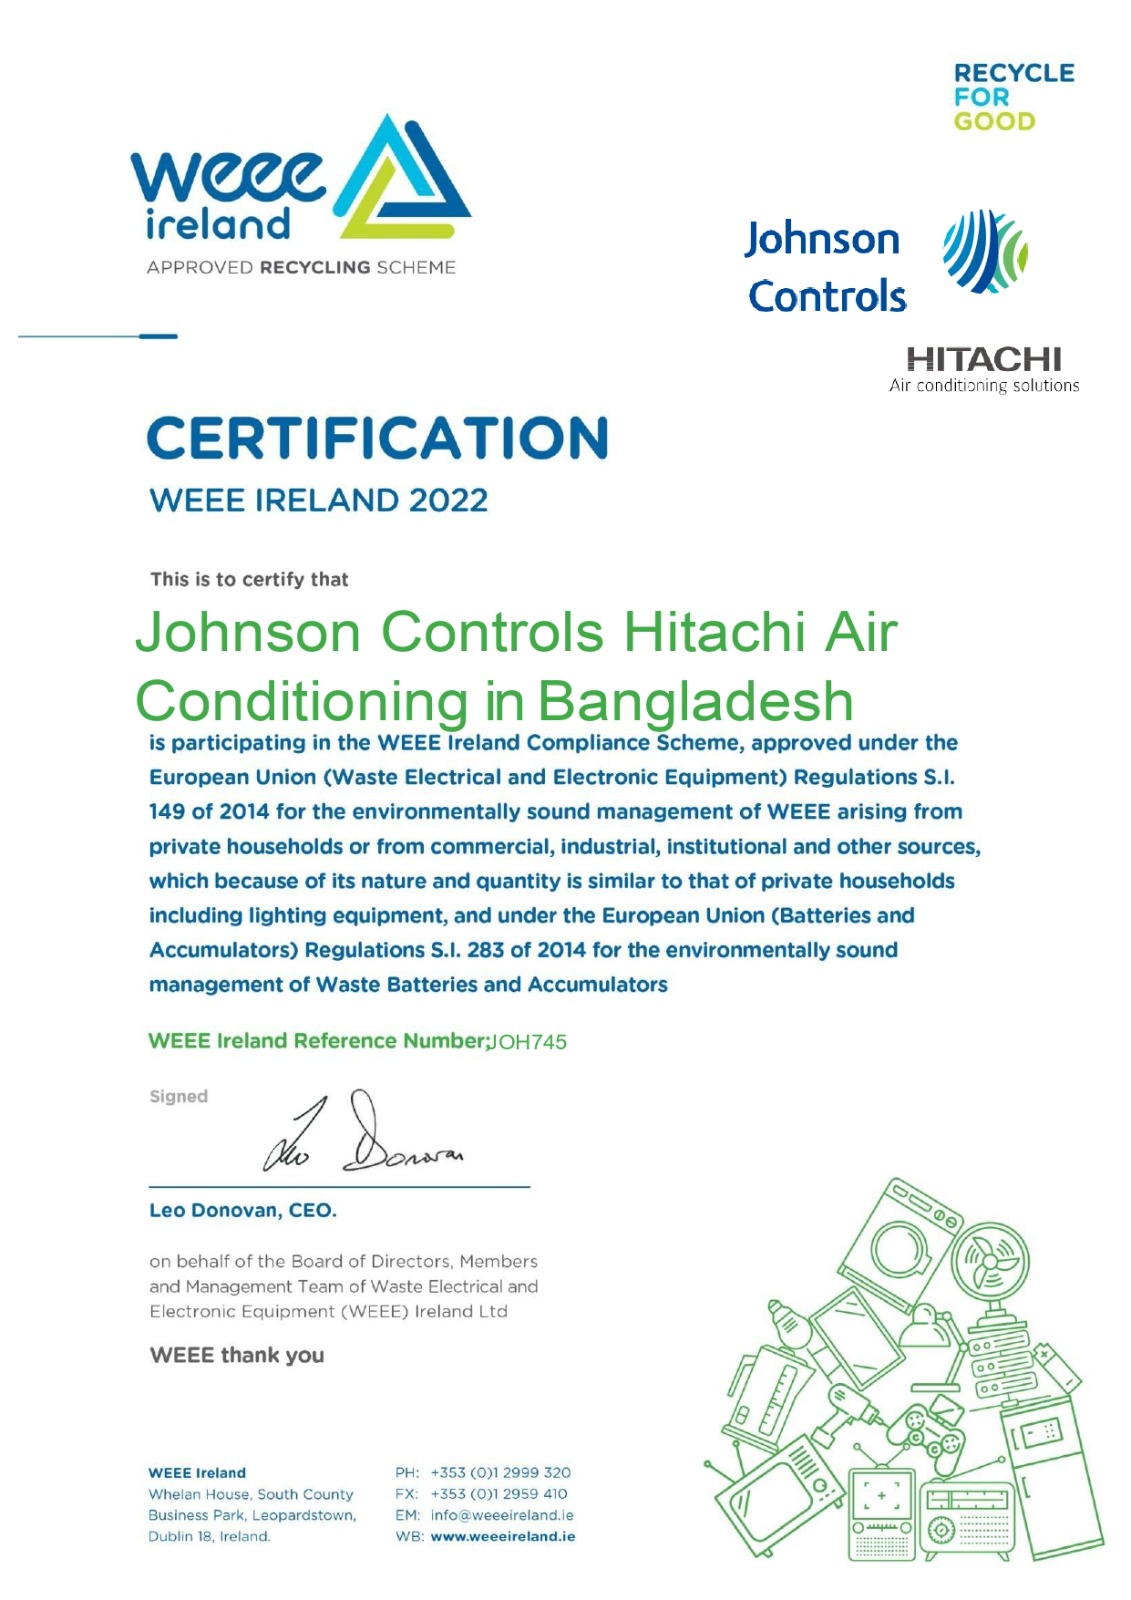 RECYCLE
FOR
GOOD
weee
ireland
APPROVED RECYCLING SCHEME
Johnson
Controls
HITACHI
Air conditioning solutions
CERTIFICATION
WEEE IRELAND 2022
This is to certify that
Johnson Controls Hitachi Air
Conditioning in Bangladesh
is participating in the WEEE Ireland Compliance Scheme, approved under the
European Union (Waste Electrical and Electronic Equipment) Regulations S.I.
149 of 2014 for the environmentally sound management of WEEE arising from
private households or from commercial, industrial, institutional and other sources,
which because of its nature and quantity is similar to that of private households
including lighting equipment, and under the European Union (Batteries and
Accumulators) Regulations S.I. 283 of 2014 for the environmentally sound
management of Waste Batteries and Accumulators
WEEE Ireland Reference Number;JOH745
Signed
Leo Donovan
Leo Donovan, CEO.
on behalf of the Board of Directors, Members
and Management Team of Waste Electrical and
Electronic Equipment (WEEE) Ireland Ltd
WEEE thank you
WEEE Ireland
Whelan House, South County
Business Park, Leopardstown,
Dublin 18, Ireland.
PH: +353 (0)1 2999 320
FX: +353 (0)1 2959 410
EM: info@weeeireland.ie
WB: www.weeeireland.ie